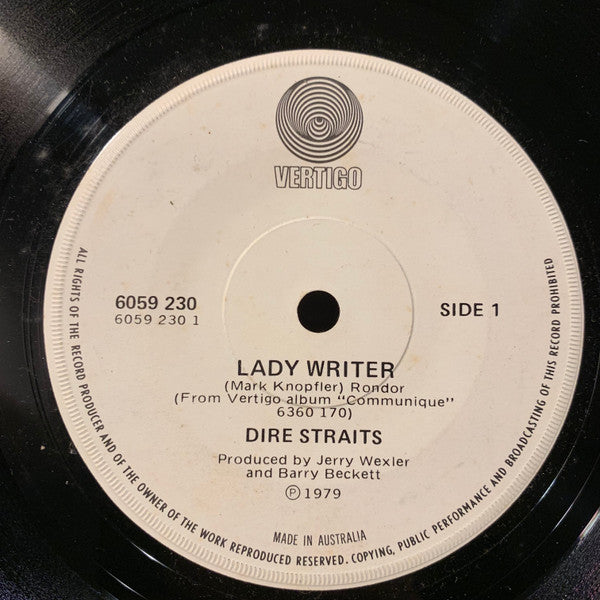 VERTIGO
6059 230
6059 230 1
SIDE 1
LADY WRITER
(Mark Knopfler) Rondor
(From Vertigo album "Communique"
6360 170)
DIRE STRAITS
Produced by Jerry Wexler
and Barry Beckett
Ⓟ 1979
MADE IN AUSTRALIA
ALL RIGHTS OF THE RECORD PRODUCER AND OF THE OWNER OF THE WORK REPRODUCED RESERVED. COPYING, PUBLIC PERFORMANCE AND BROADCASTING OF THIS RECORD PROHIBITED